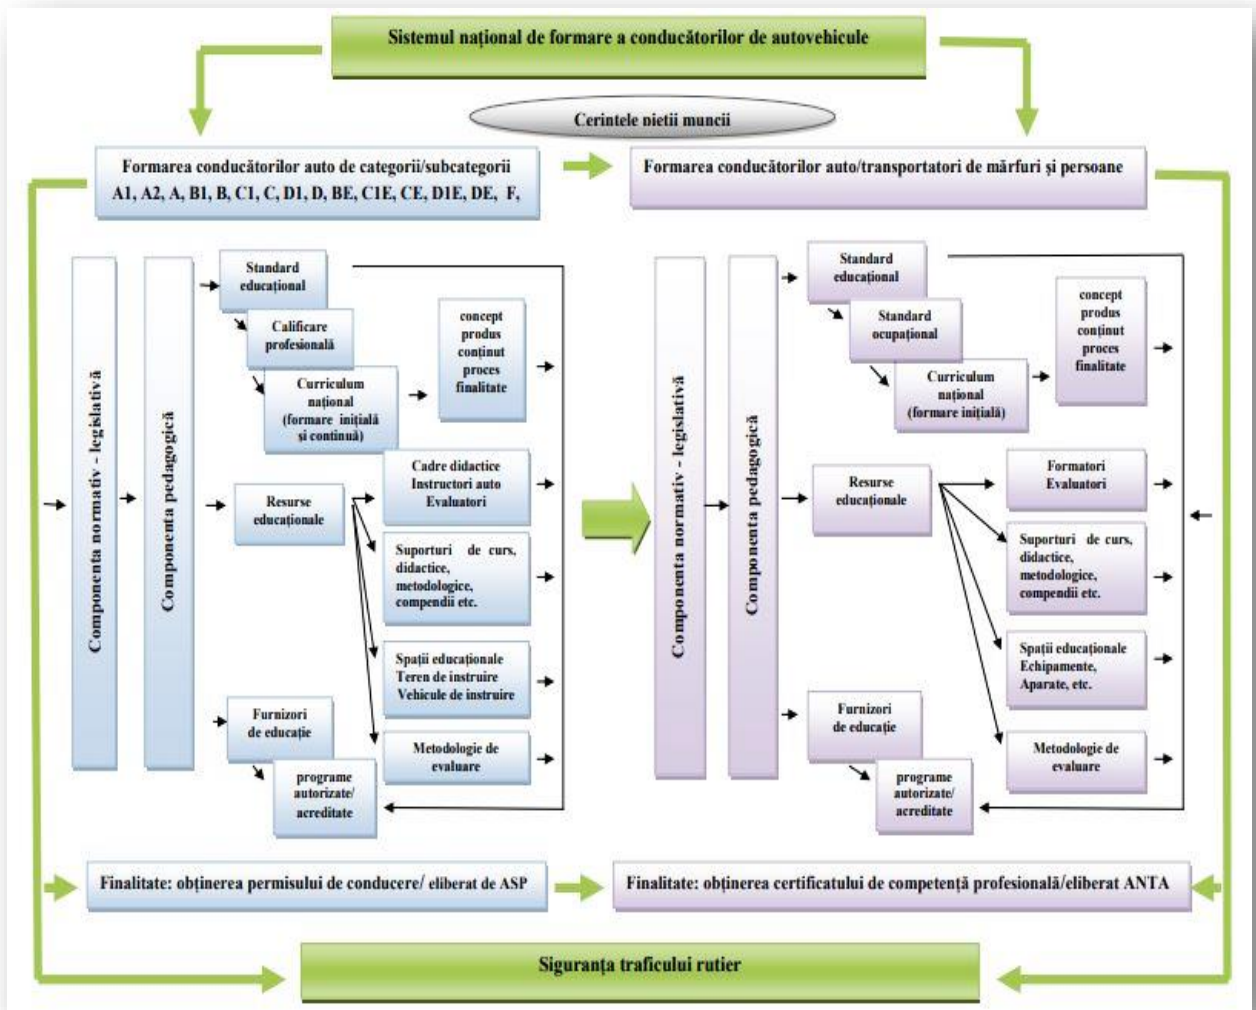 Sistemul național de formare a conducătorilor de autovehicule
Cerințele pieții muncii
Formarea conducătorilor auto de categorii/subcategorii
A1, A2, A, B1, B, C1, C, D1, D, BE, C1E, CE, D1E, DE, F,
Formarea conducătorilor auto/transportatori de mărfuri și persoane
Componenta normativ - legislativă
Componenta pedagogică
Standard
educațional
Calificare
profesională
Curriculum
național
(formare inițială
și continuă)
concept
produs
conținut
proces
finalitate
Resurse
educaționale
Cadre didactice
Instructori auto
Evaluatori
Suporturi de curs,
didactice,
metodologice,
compendii etc.
Spații educaționale
Teren de instruire
Vehicule de instruire
Metodologie de
evaluare
Furnizori
de educație
programe
autorizate/
acreditate
Componenta normativ - legislativă
Componenta pedagogică
Standard
educațional
Standard
ocupațional
Curriculum
național
(formare inițială)
concept
produs
conținut
proces
finalitate
Resurse
educaționale
Formatori
Evaluatori
Suporturi de curs,
didactice,
metodologice,
compendii etc.
Spații educaționale
Echipamente,
Aparate, etc.
Metodologie de
evaluare
Furnizori
de educație
programe
autorizate/
acreditate
Finalitate: obținerea permisului de conducere/ eliberat de ASP
Finalitate: obținerea certificatului de competență profesională/eliberat ANTA
Siguranța traficului rutier